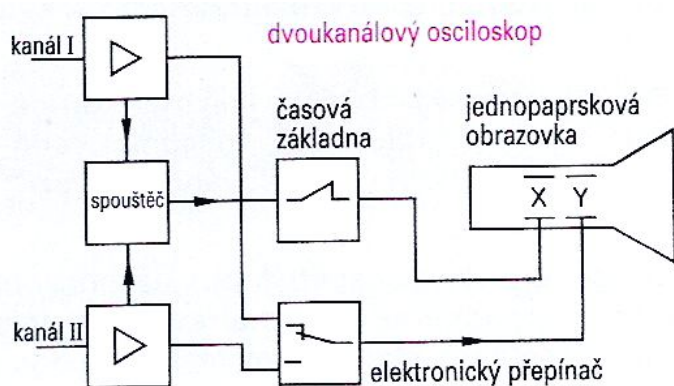 dvoukanálový osciloskop
kanál I
časová
základna
jednopaprsková
obrazovka
spouštěč
X Y
kanál II
elektronický přepínač